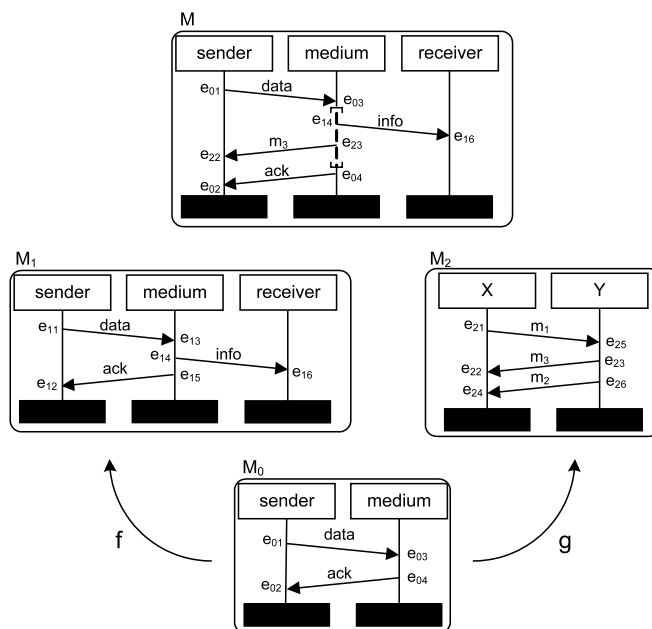 M
sender medium receiver
e01 data e03
e14 info e16
e22 m3 e23
e02 ack e04
M1
sender medium receiver
e11 data e13
e14 info e16
e12 ack e15
M2
X Y
e21 m1 e25
e22 m3 e23
e24 m2 e26
f
M0
sender medium
e01 data e03
e02 ack e04
g